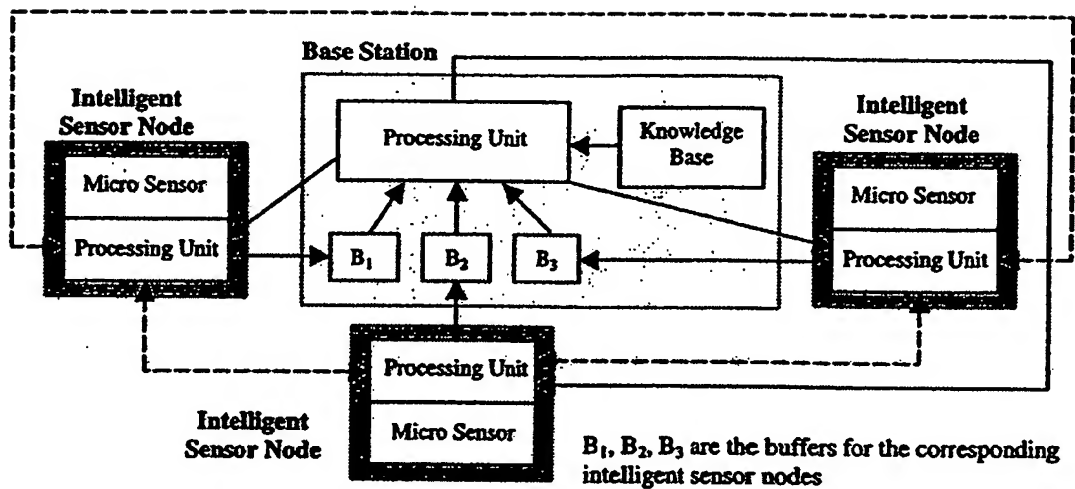 Base Station
Intelligent
Sensor Node
Micro Sensor
Processing Unit
Processing Unit
Knowledge
Base
Intelligent
Sensor Node
Micro Sensor
Processing Unit
B₁
B₂
B₃
Processing Unit
Micro Sensor
Intelligent
Sensor Node
B₁, B₂, B₃ are the buffers for the corresponding
intelligent sensor nodes